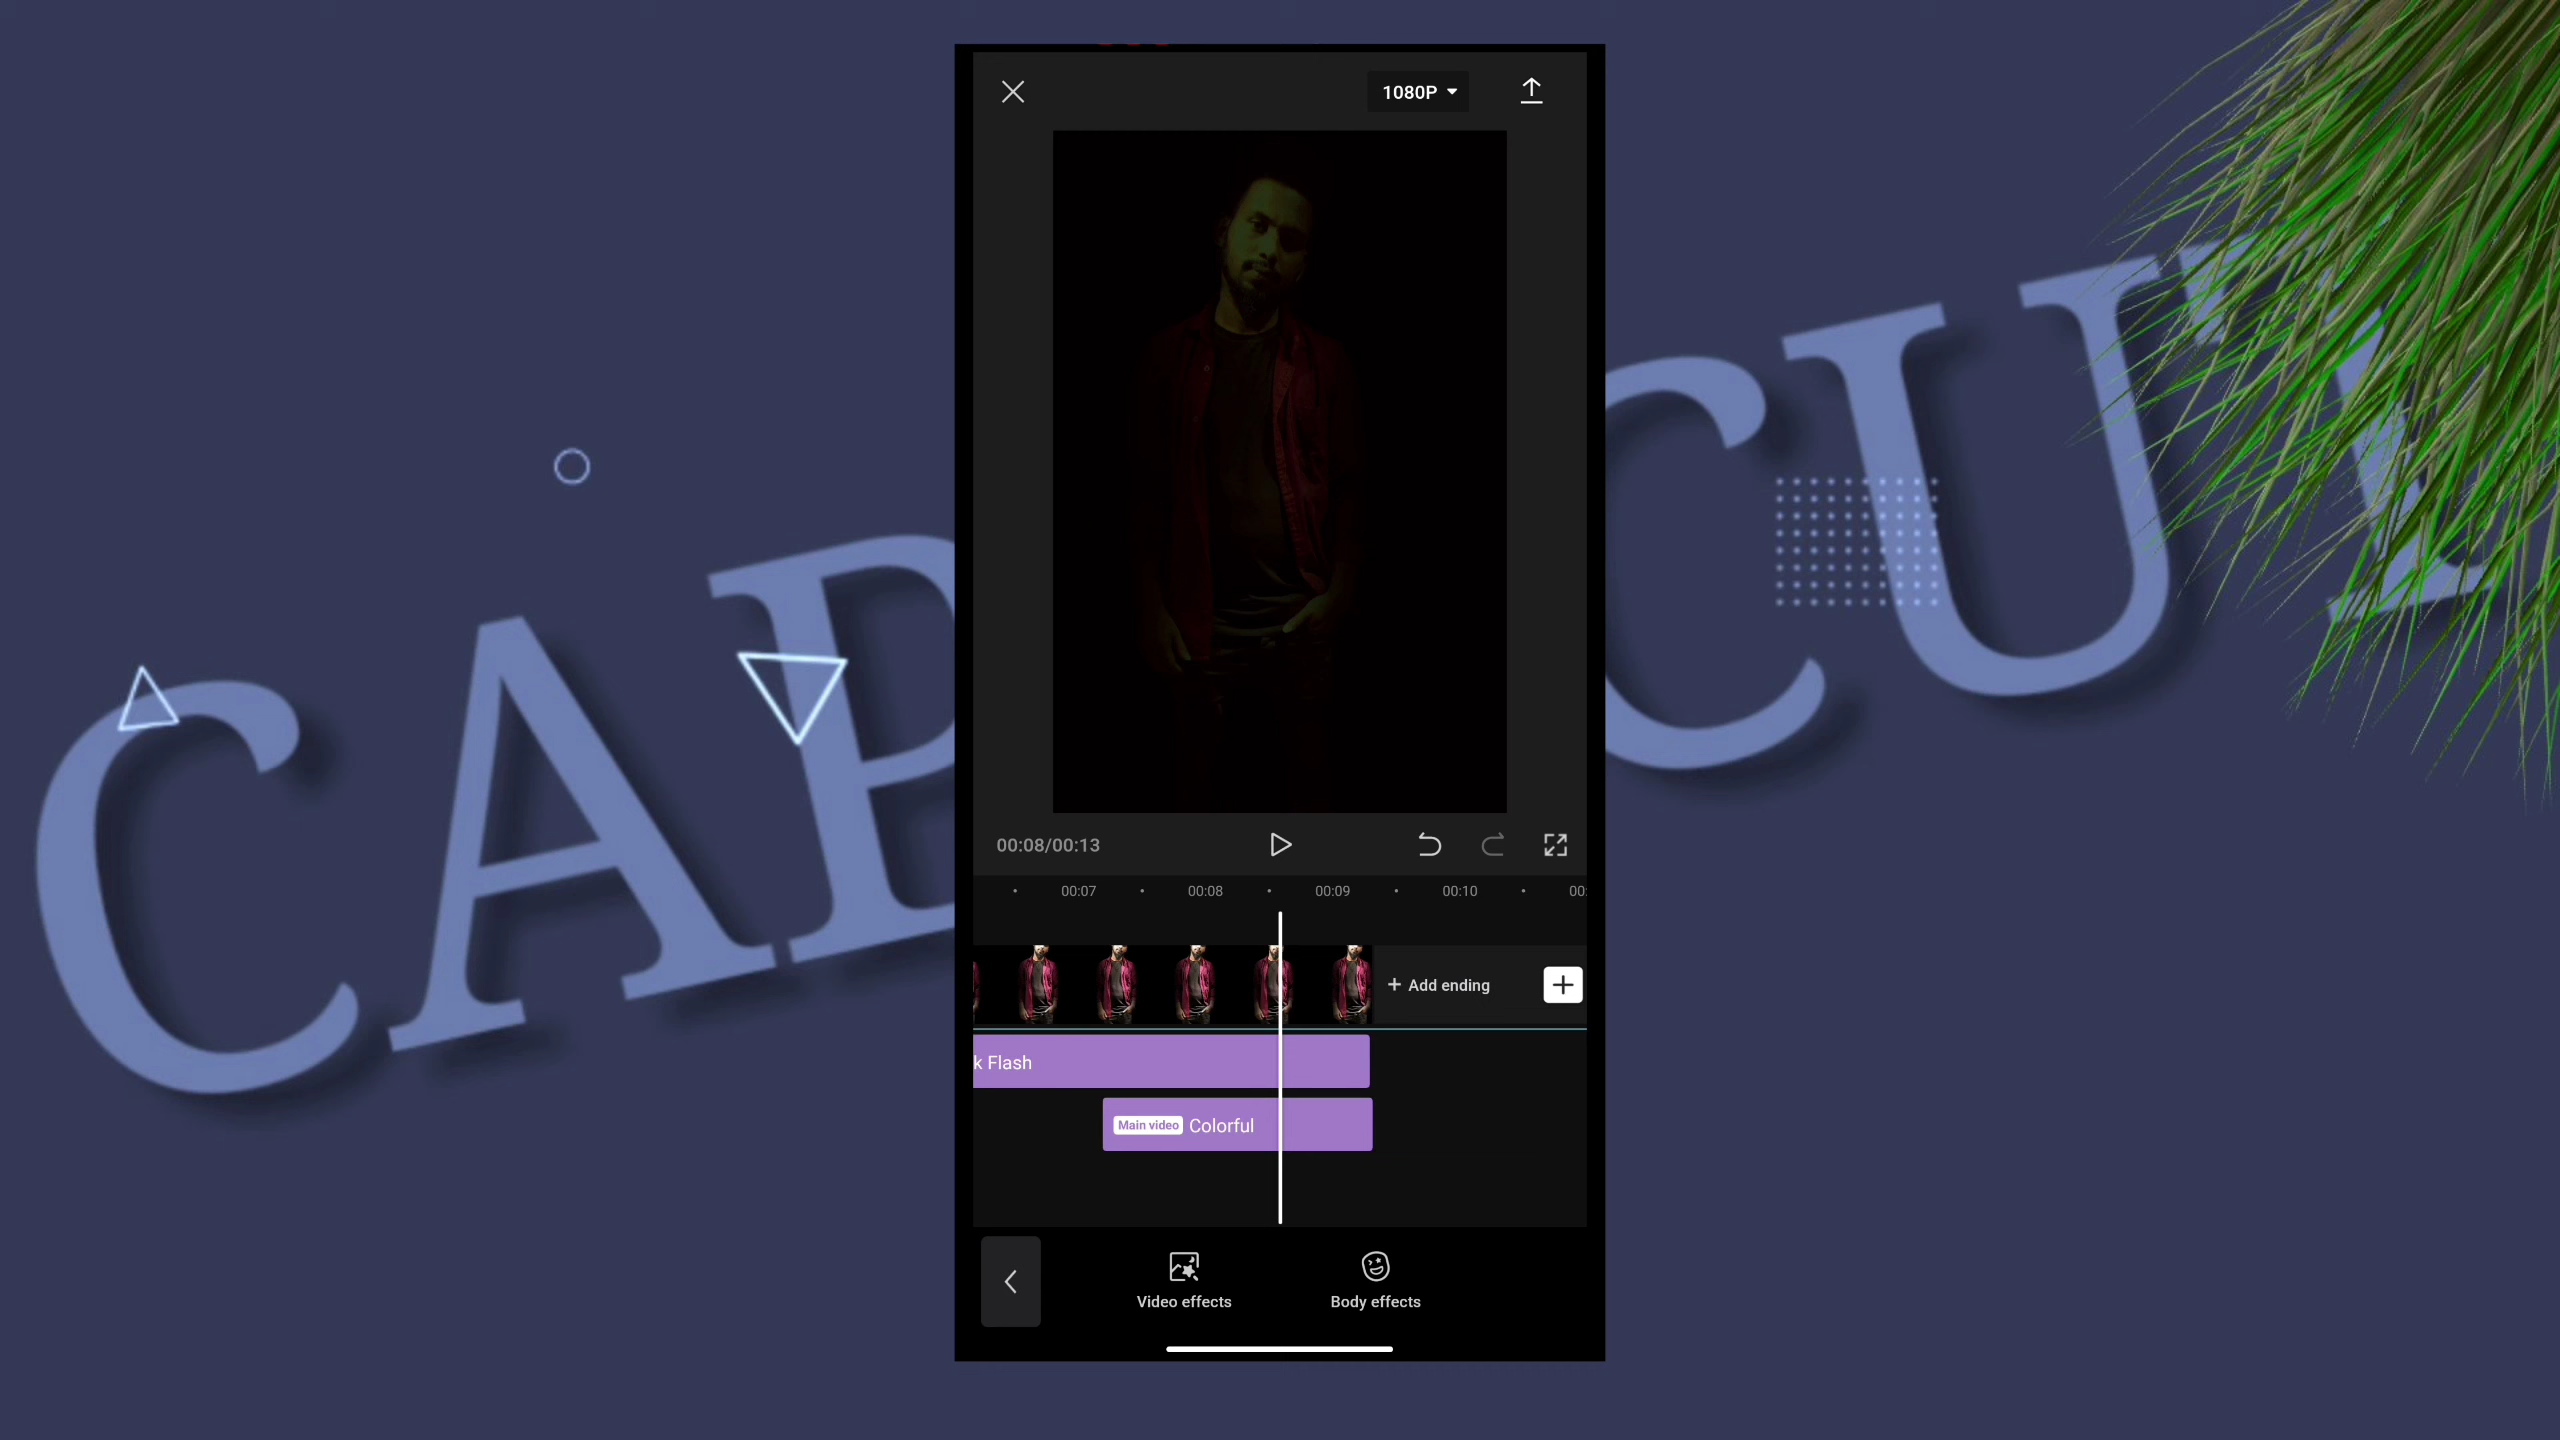 CAP CUT
1080P
00:08/00:13
00:07 00:08 00:09 00:10 00:
+ Add ending
k Flash
Main video Colorful
Video effects Body effects